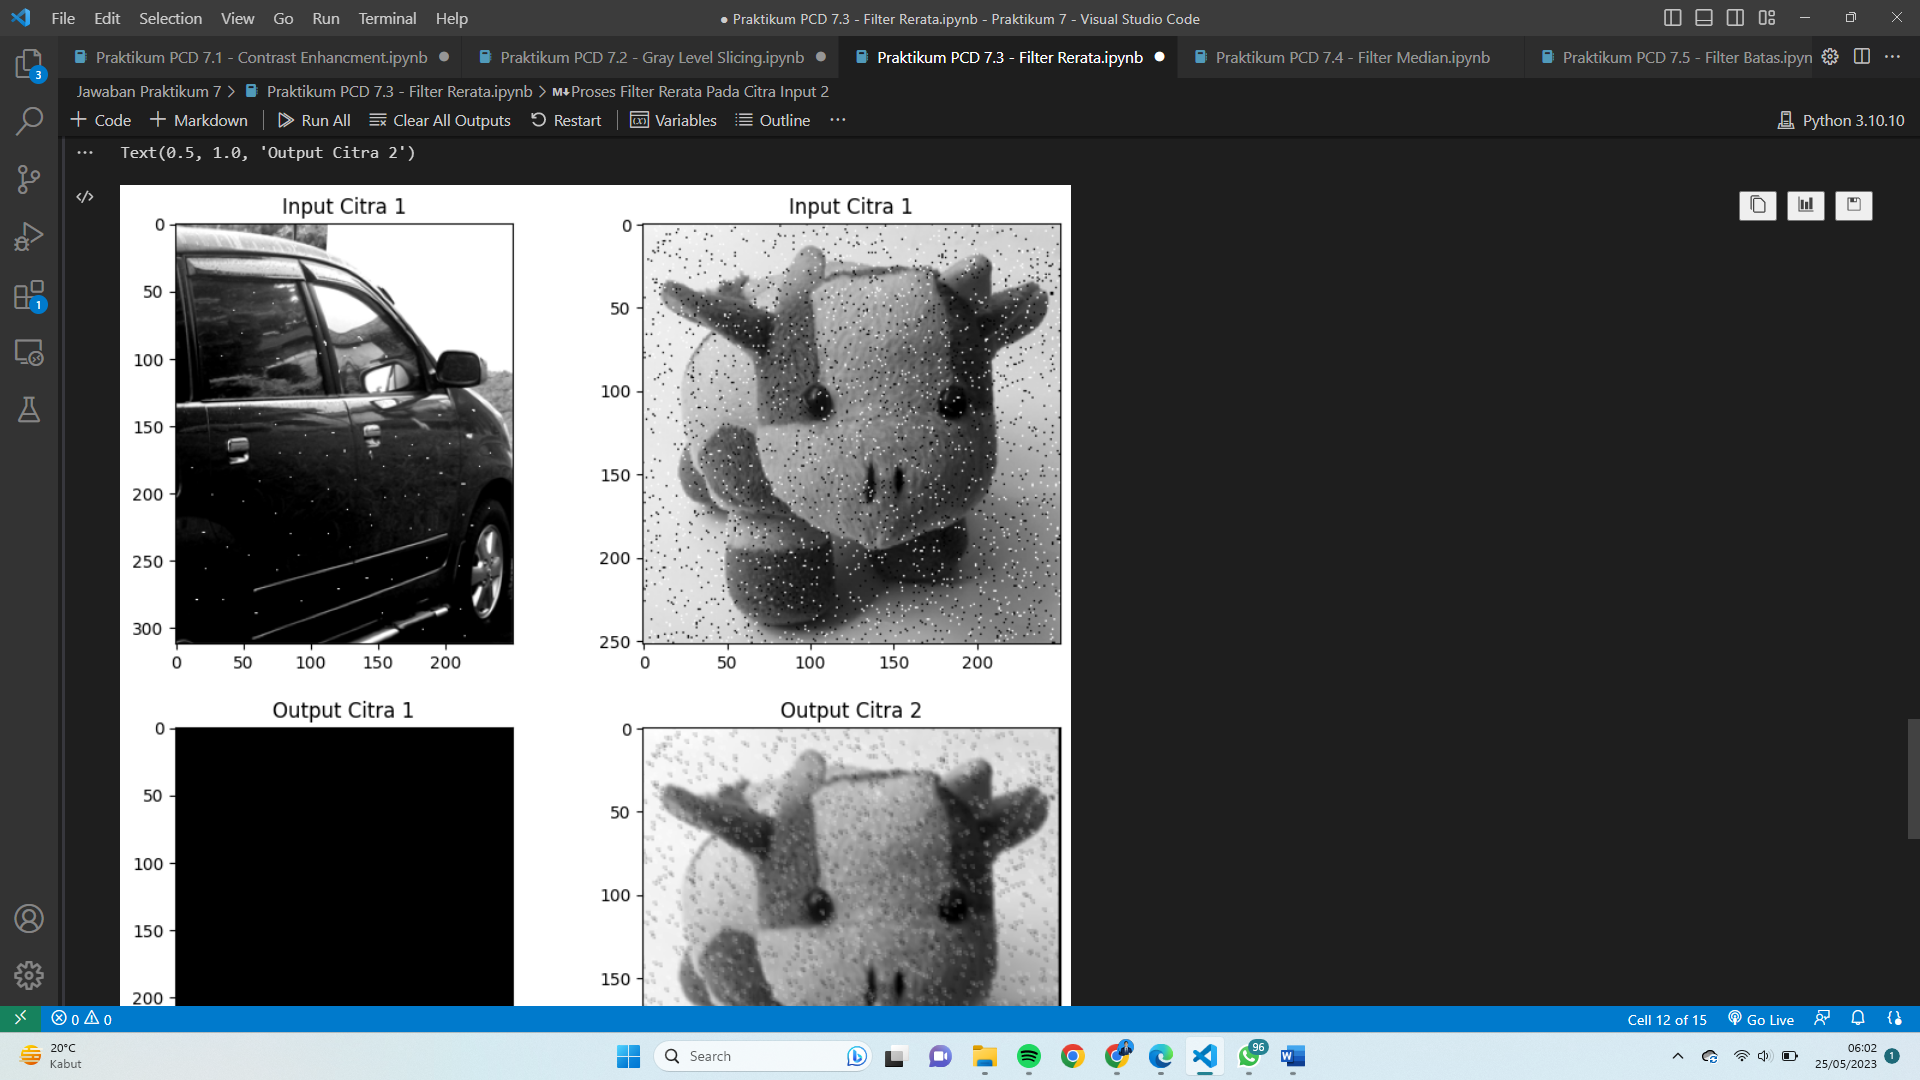 File Edit Selection View Go Run Terminal Help
● Praktikum PCD 7.3 - Filter Rerata.ipynb - Praktikum 7 - Visual Studio Code
Praktikum PCD 7.1 - Contrast Enhancment.ipynb
Praktikum PCD 7.2 - Gray Level Slicing.ipynb
Praktikum PCD 7.3 - Filter Rerata.ipynb
Praktikum PCD 7.4 - Filter Median.ipynb
Praktikum PCD 7.5 - Filter Batas.ipyn
Jawaban Praktikum 7 > Praktikum PCD 7.3 - Filter Rerata.ipynb > M↓Proses Filter Rerata Pada Citra Input 2
+ Code + Markdown Run All Clear All Outputs Restart Variables Outline ... Python 3.10.10
... Text(0.5, 1.0, 'Output Citra 2')
Input Citra 1
0
50
100
150
200
250
300
0 50 100 150 200
Input Citra 1
0
50
100
150
200
250
0 50 100 150 200
Output Citra 1
0
50
100
150
200
Output Citra 2
0
50
100
150
3
1
0 0
Cell 12 of 15 Go Live
20°C
Kabut
Search
96
06:02
25/05/2023
1